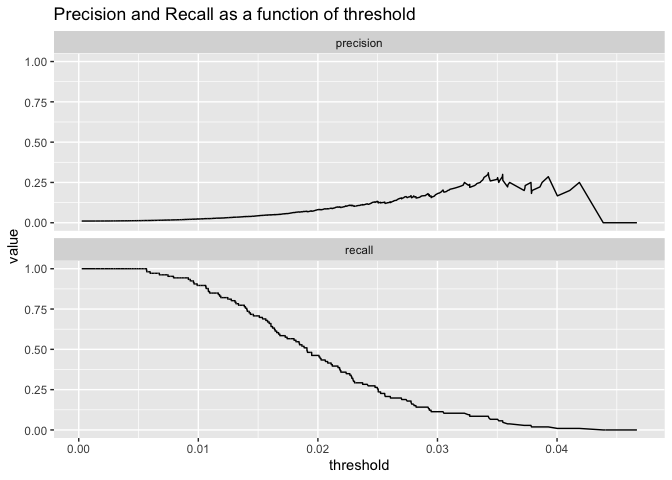 Precision and Recall as a function of threshold
precision
1.00
0.75
0.50
0.25
0.00
value
recall
1.00
0.75
0.50
0.25
0.00
0.00 0.01 0.02 0.03 0.04
threshold